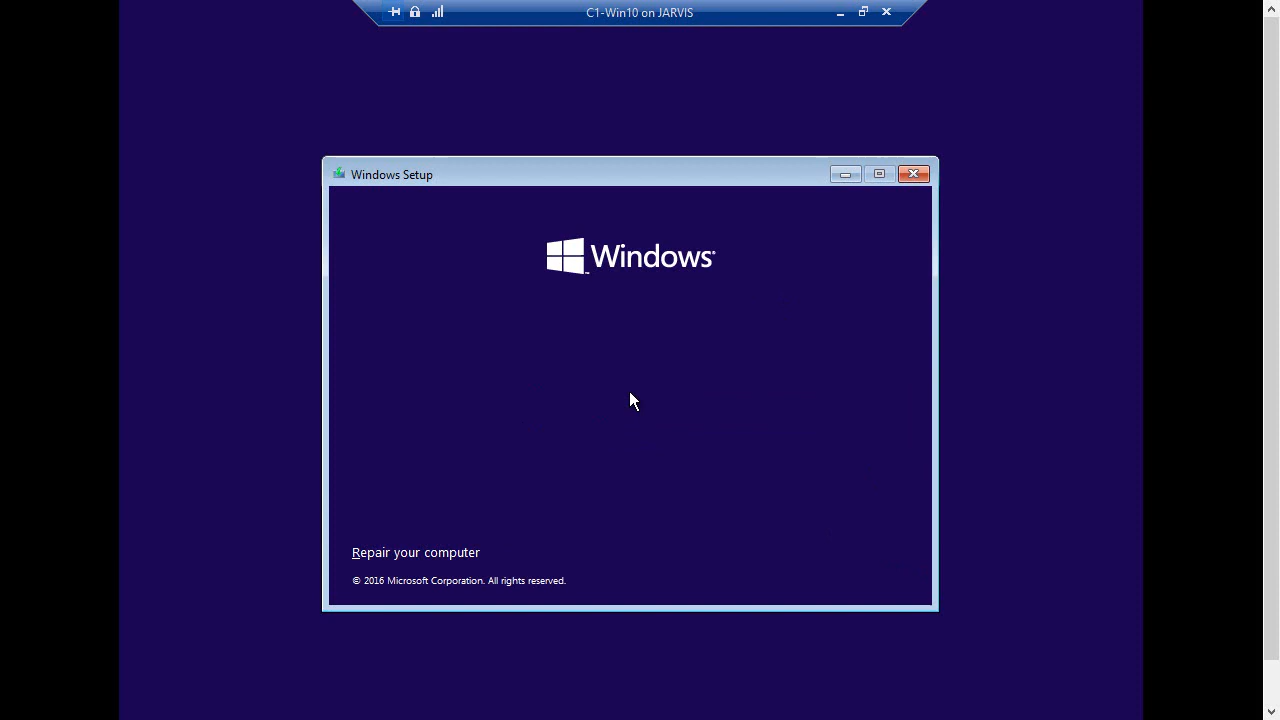 C1-Win10 on JARVIS
Windows Setup
Windows
Repair your computer
© 2016 Microsoft Corporation. All rights reserved.